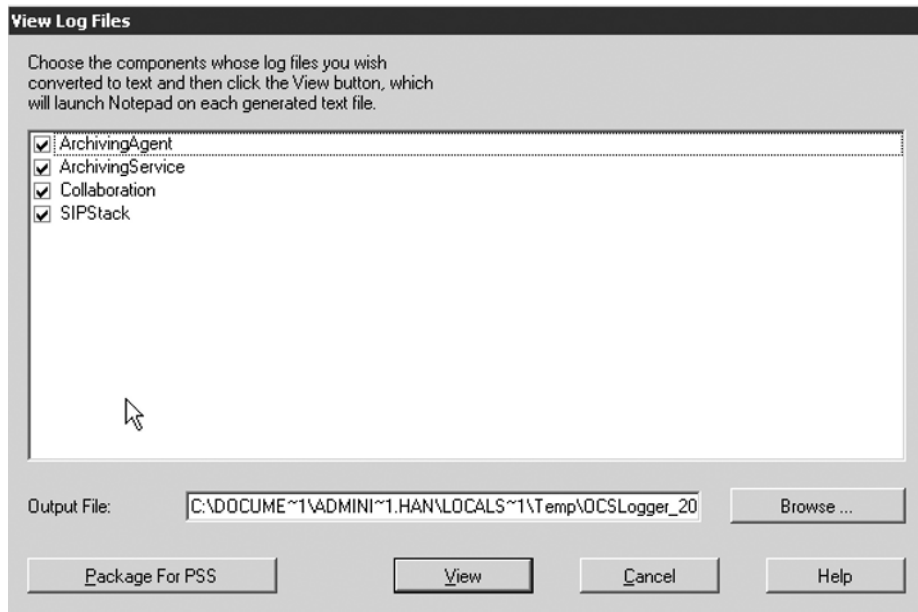 View Log Files
Choose the components whose log files you wish
converted to text and then click the View button, which
will launch Notepad on each generated text file.
ArchivingAgent
ArchivingService
Collaboration
SIPStack
Output File: C:\DOCUME~1\ADMINI~1.HAN\LOCALS~1\Temp\OCSLogger_20 Browse ...
Package For PSS View Cancel Help